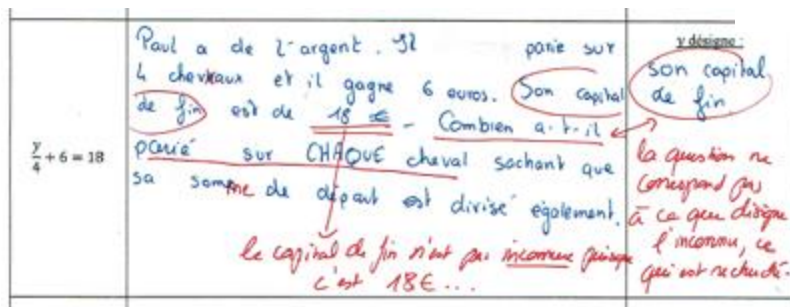 y/4 + 6 = 18
Paul a de l'argent. Il parie sur
4 chevaux et il gagne 6 euros. Son capital
de fin est de 18 €. Combien a-t-il
parié sur CHAQUE cheval sachant que
sa somme de départ est divisé également.
le capital de fin n'est pas inconnue puisque
c'est 18€...
y désigne :
son capital
de fin
la question ne
correspond pas
à ce que désigne
l'inconnu, ce
qui est recherché.